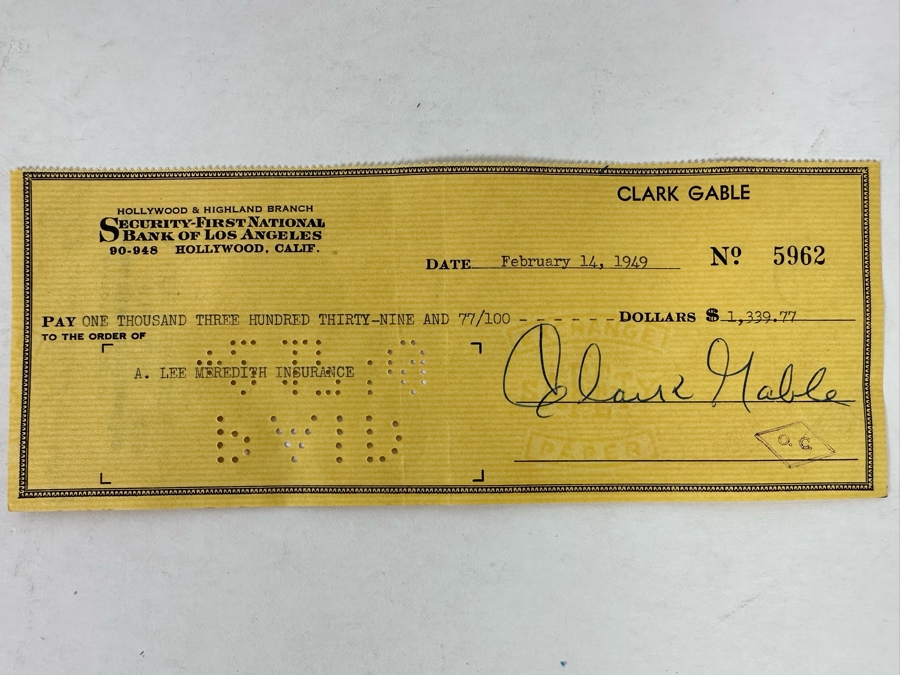 CLARK GABLE
HOLLYWOOD & HIGHLAND BRANCH
SECURITY-FIRST NATIONAL
BANK OF LOS ANGELES
90-948 HOLLYWOOD, CALIF.
DATE February 14, 1949 Nº 5962
PAY ONE THOUSAND THREE HUNDRED THIRTY-NINE AND 77/100 - - - - - - - DOLLARS $ 1,339.77
TO THE ORDER OF
A. LEE MEREDITH INSURANCE
Clark Gable
PAID
PAPER
O C